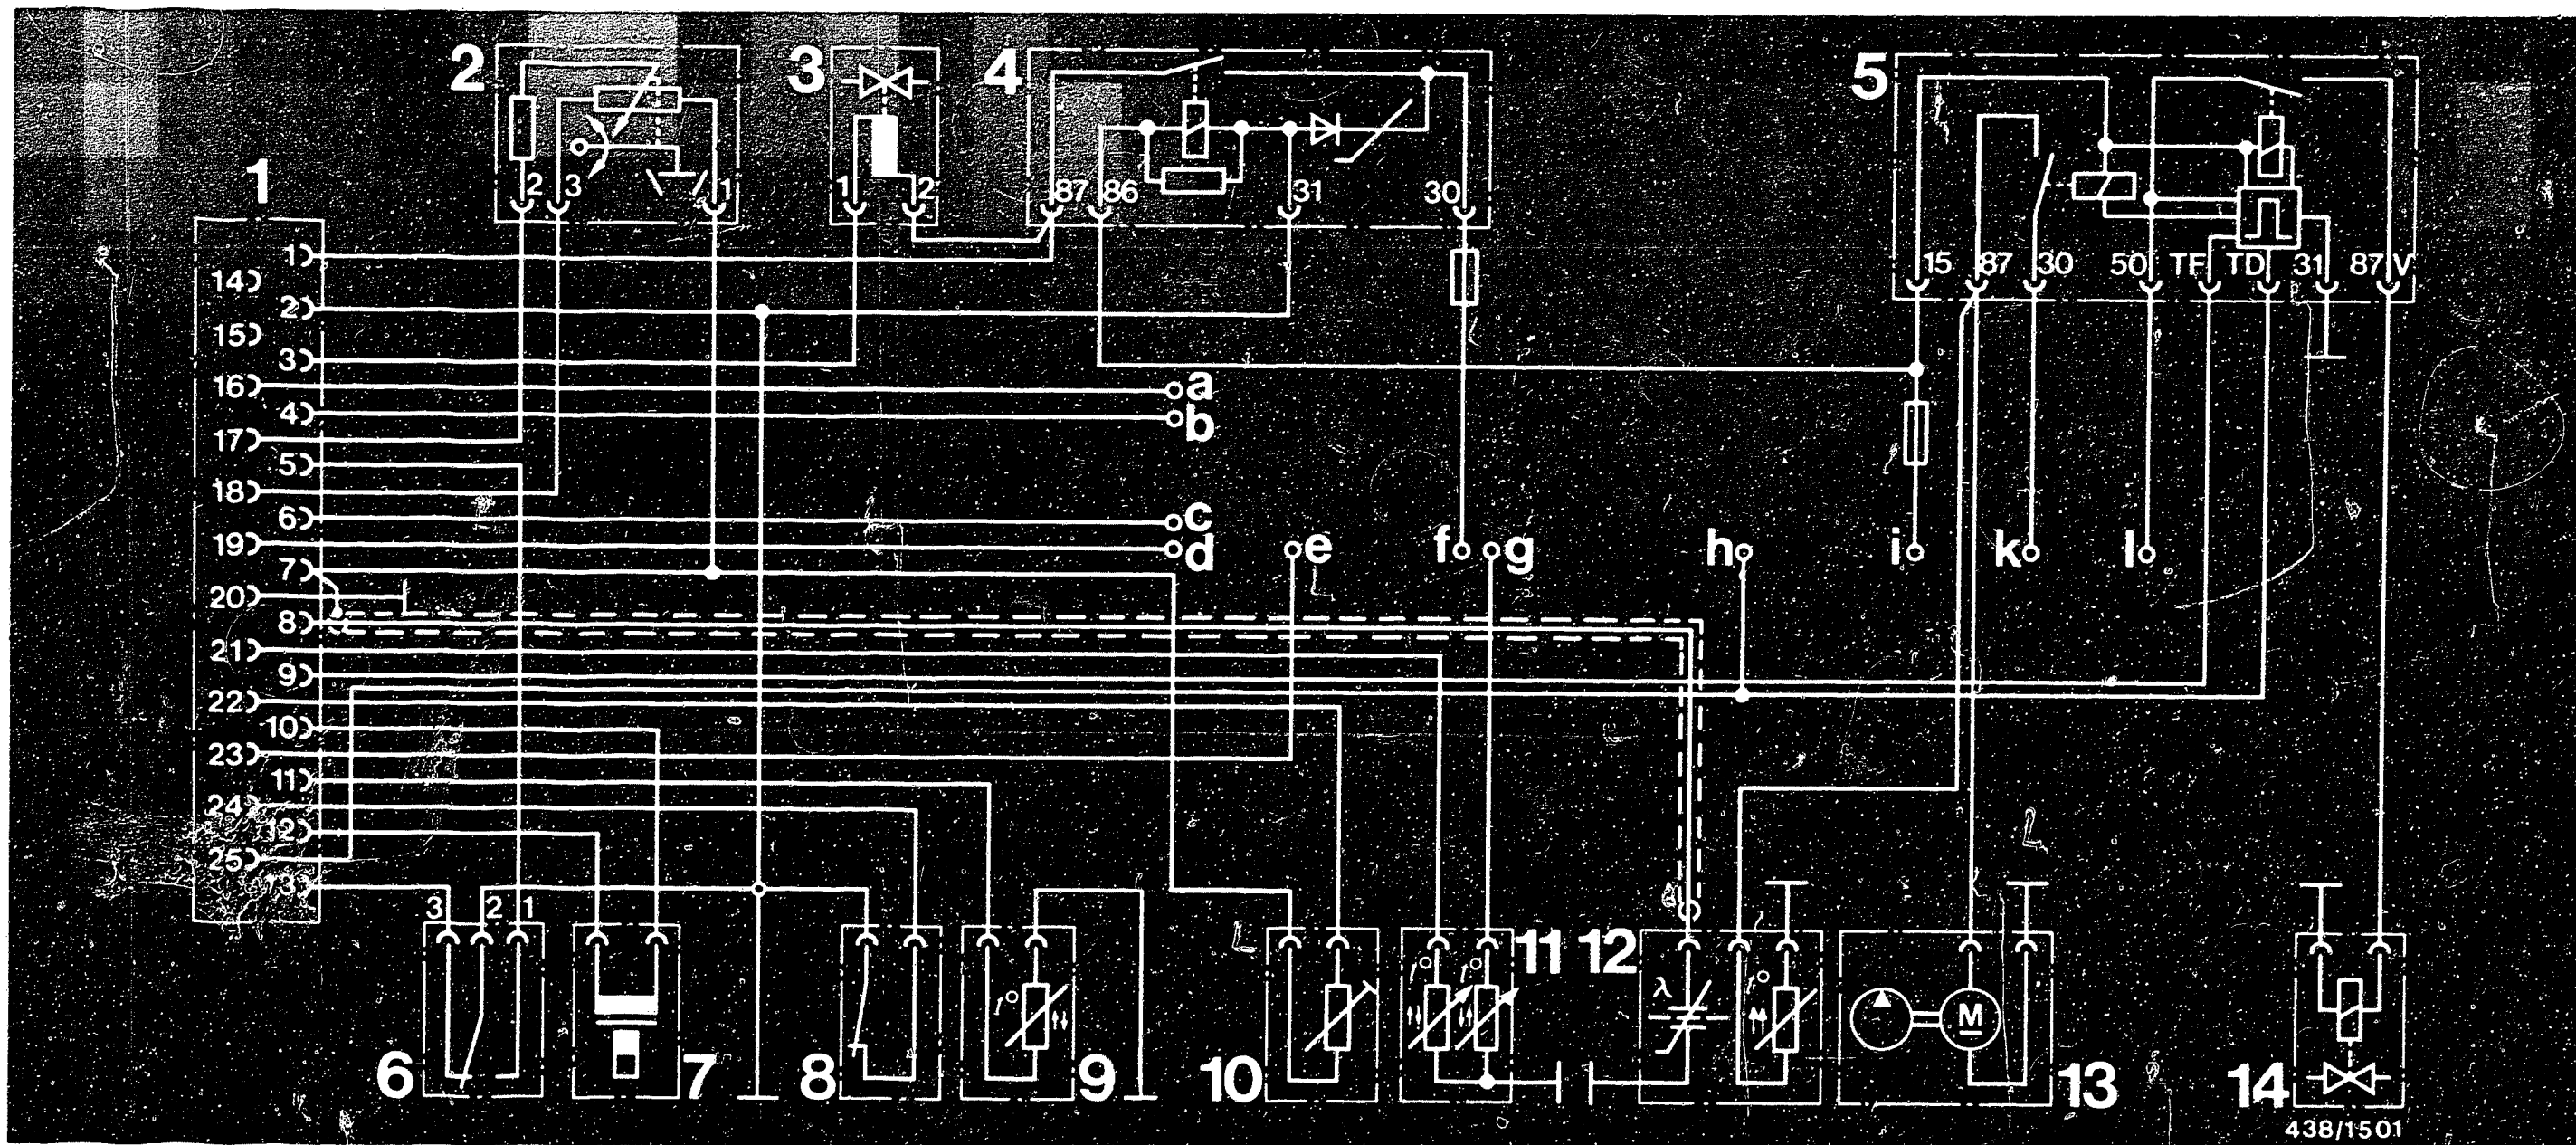 2 3 4 5
1
2 3 1
1 2
87 86 31 30
15 87 30 50 TF TD 31 87V
1
14
2
15
3
16 a
4 b
17
5
18
6 c
19 d
7
e f g h i k l
20
8
21
9
22
10
23
11
24
12
25
13
3 2 1
t° t° t° λ t°
M
6 7 8 9 10 11 12 13 14
438/1501